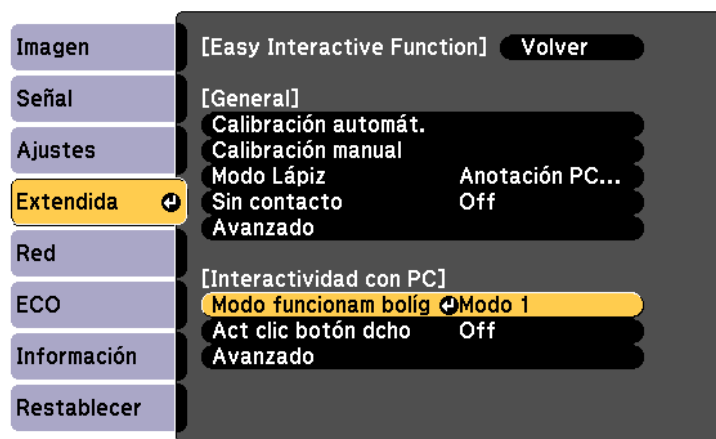 Imagen
Señal
Ajustes
Extendida
Red
ECO
Información
Restablecer
[Easy Interactive Function] Volver
[General]
Calibración automát.
Calibración manual
Modo Lápiz Anotación PC...
Sin contacto Off
Avanzado
[Interactividad con PC]
Modo funcionam bolíg Modo 1
Act clic botón dcho Off
Avanzado